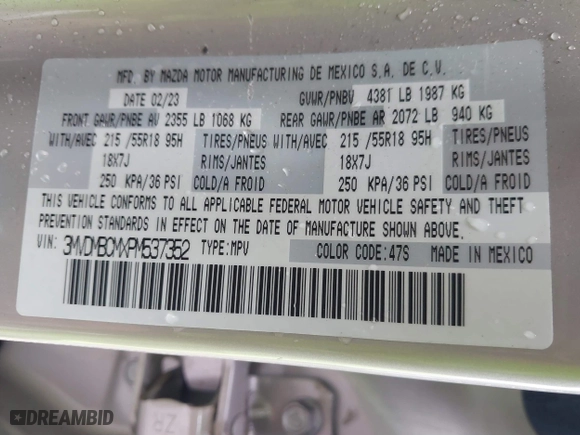 MFD. BY MAZDA MOTOR MANUFACTURING DE MEXICO S.A. DE C.V.
DATE 02/23 GVWR/PNBV 4381 LB 1987 KG
FRONT GAWR/PNBE AV 2355 LB 1068 KG REAR GAWR/PNBE AR 2072 LB 940 KG
WITH/AVEC 215 /55R18 95H TIRES/PNEUS WITH/AVEC 215 /55R18 95H TIRES/PNEUS
18X7J RIMS/JANTES 18X7J RIMS/JANTES
250 KPA/36 PSI COLD/A FROID 250 KPA/36 PSI COLD/A FROID
THIS VEHICLE CONFORMS TO ALL APPLICABLE FEDERAL MOTOR VEHICLE SAFETY AND THEFT
PREVENTION STANDARDS IN EFFECT ON THE DATE OF MANUFACTURE SHOWN ABOVE.
VIN: 3MVDMBCMXPM537352 TYPE:MPV COLOR CODE:47S MADE IN MEXICO
ZR
DREAMBID